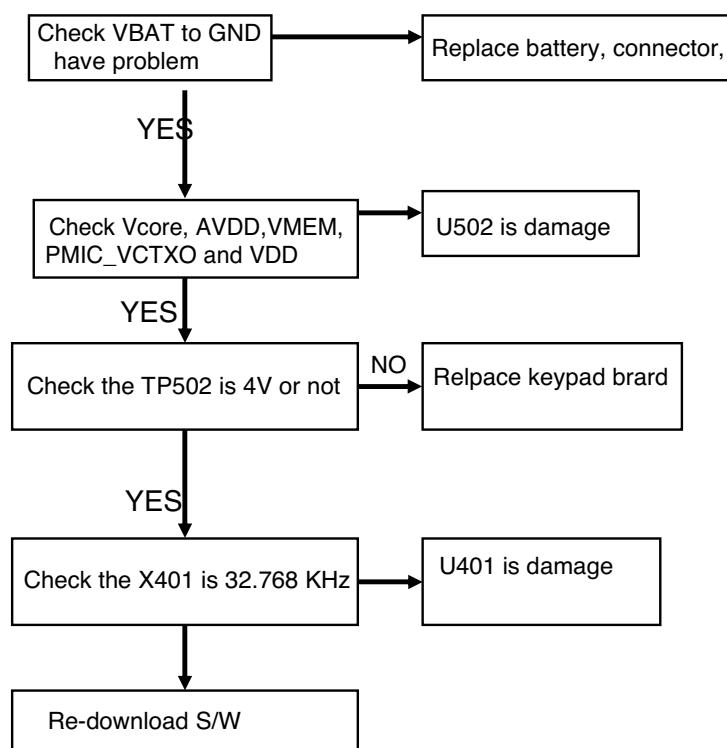 Check VBAT to GND
have problem
Replace battery, connector,
YES
Check Vcore, AVDD,VMEM,
PMIC_VCTXO and VDD
U502 is damage
YES
Check the TP502 is 4V or not
NO
Relpace keypad brard
YES
Check the X401 is 32.768 KHz
U401 is damage
Re-download S/W